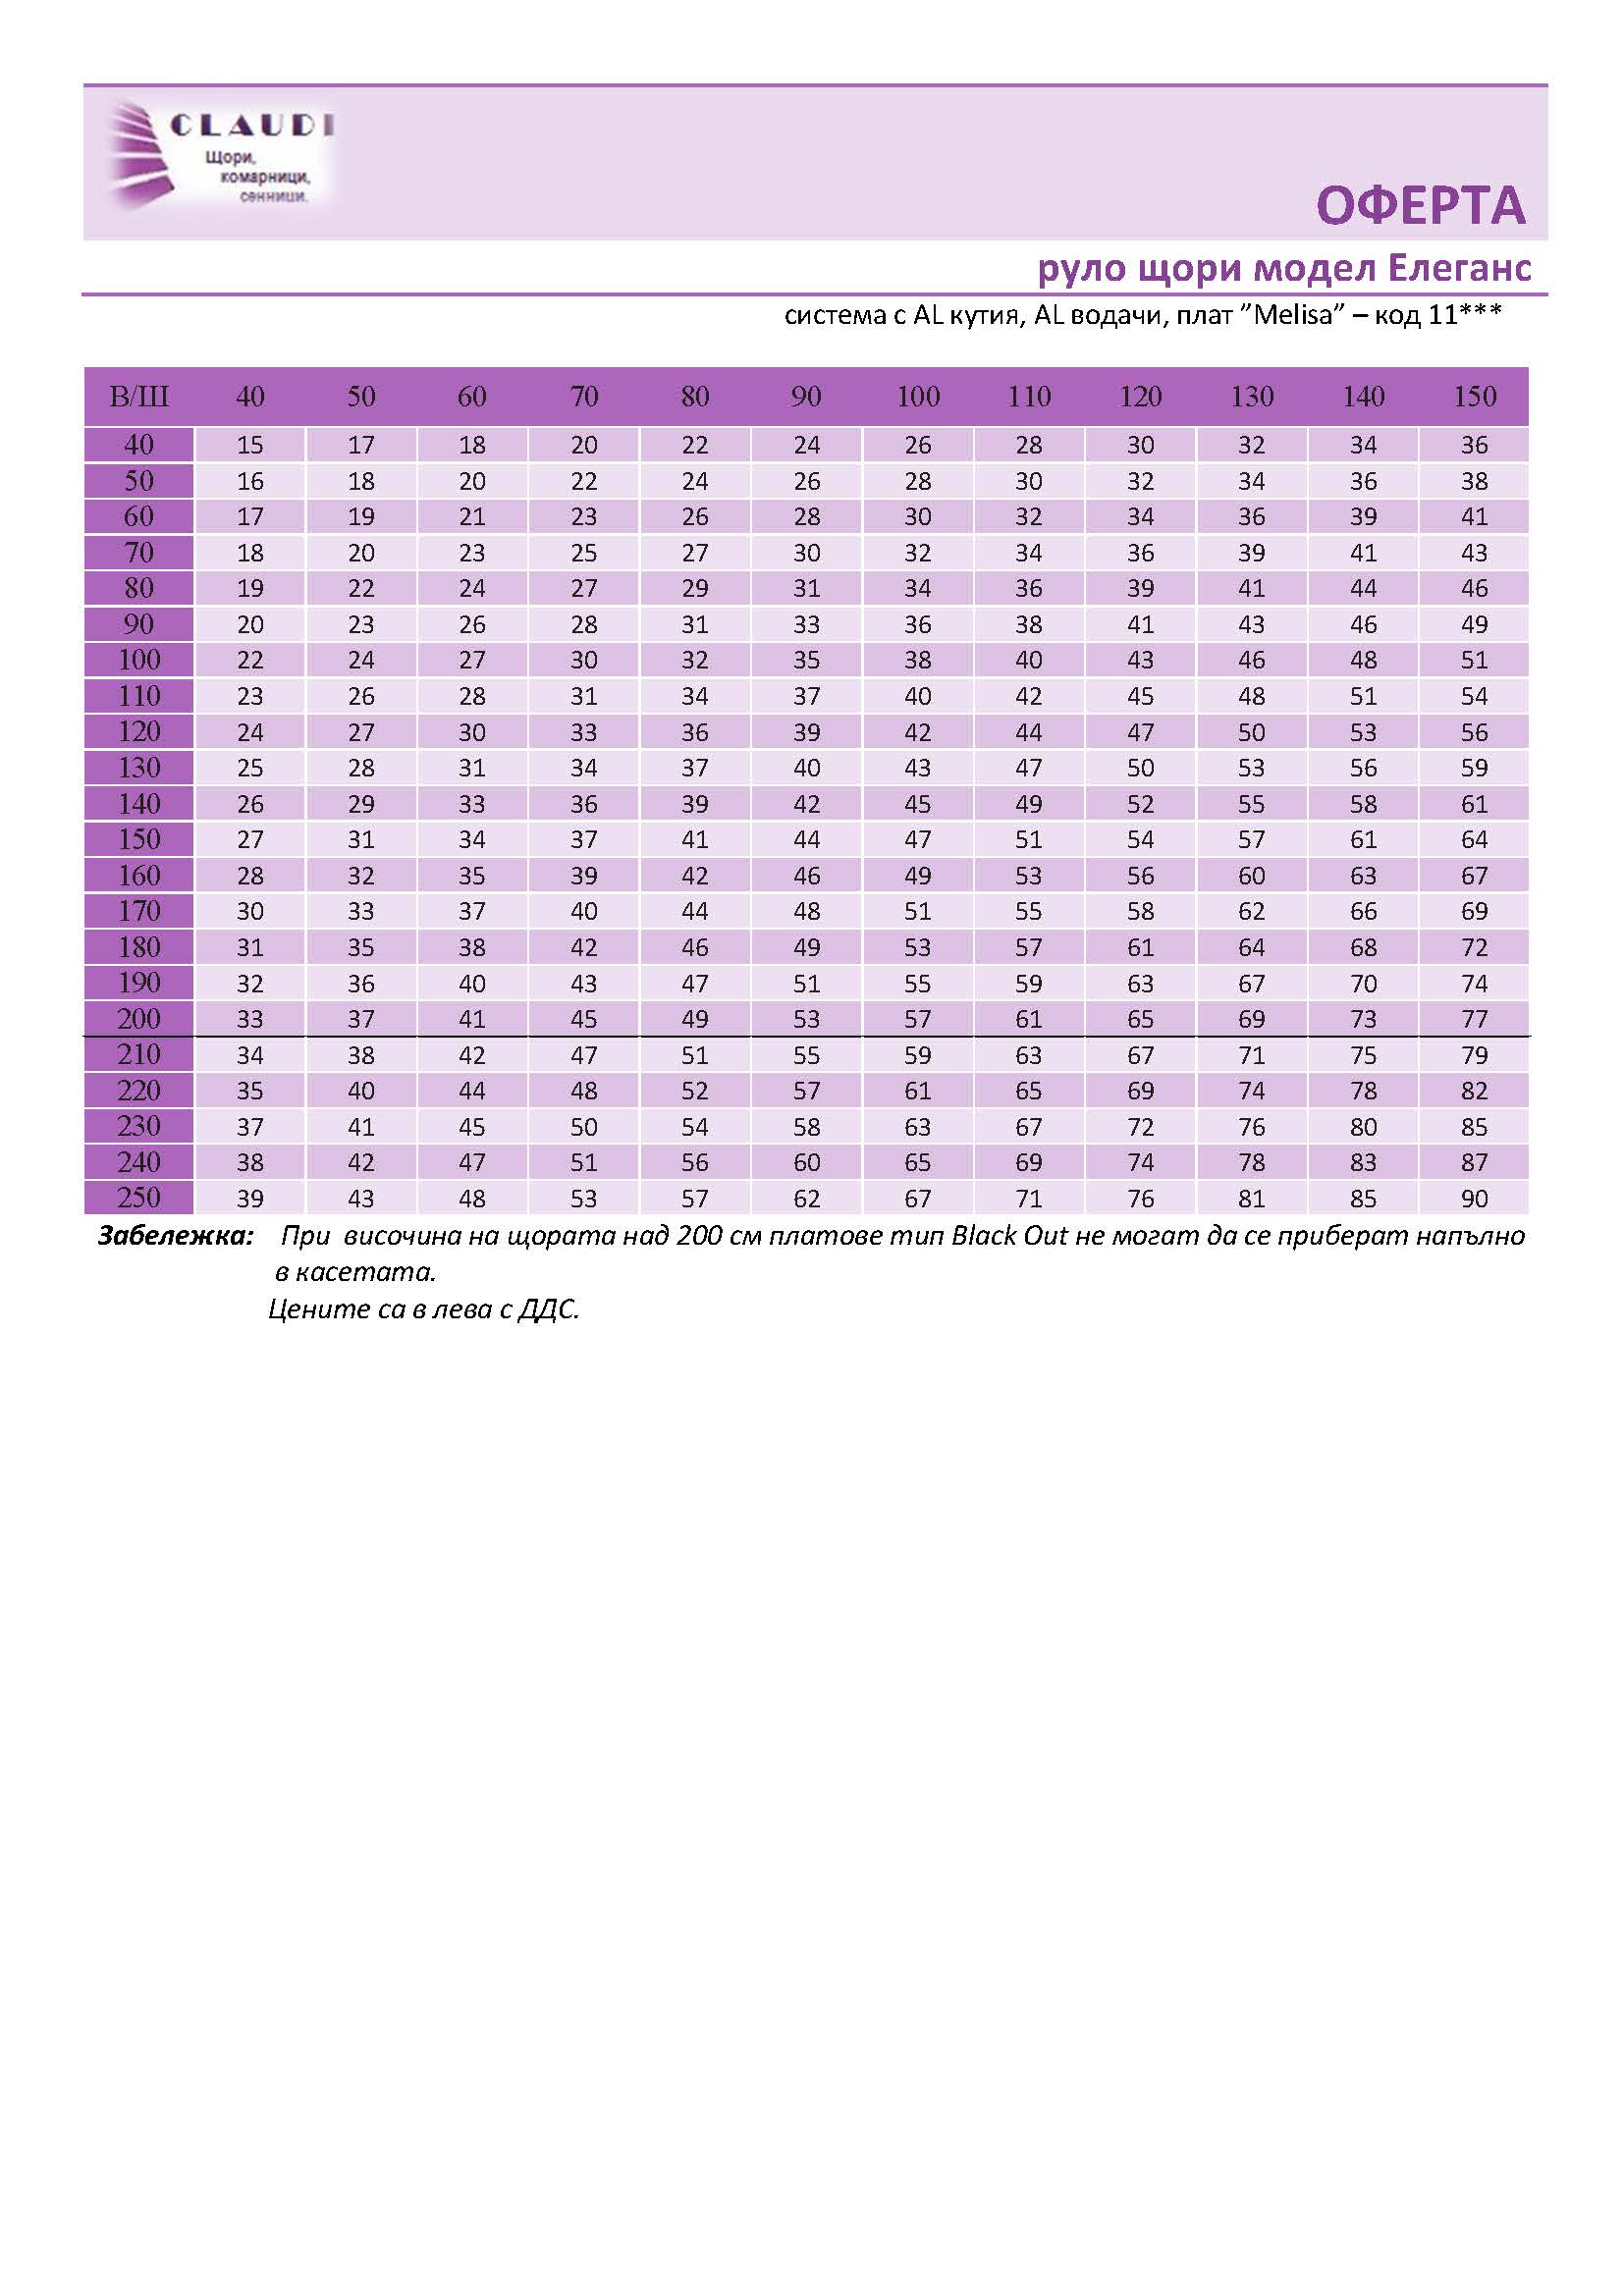 CLAUDI
Щори,
комарници,
сенници.
ОФЕРТА
руло щори модел Елеганс
система с AL кутия, AL водачи, плат ”Melisa” – код 11***
В/Ш 40 50 60 70 80 90 100 110 120 130 140 150
40 15 17 18 20 22 24 26 28 30 32 34 36
50 16 18 20 22 24 26 28 30 32 34 36 38
60 17 19 21 23 26 28 30 32 34 36 39 41
70 18 20 23 25 27 30 32 34 36 39 41 43
80 19 22 24 27 29 31 34 36 39 41 44 46
90 20 23 26 28 31 33 36 38 41 43 46 49
100 22 24 27 30 32 35 38 40 43 46 48 51
110 23 26 28 31 34 37 40 42 45 48 51 54
120 24 27 30 33 36 39 42 44 47 50 53 56
130 25 28 31 34 37 40 43 47 50 53 56 59
140 26 29 33 36 39 42 45 49 52 55 58 61
150 27 31 34 37 41 44 47 51 54 57 61 64
160 28 32 35 39 42 46 49 53 56 60 63 67
170 30 33 37 40 44 48 51 55 58 62 66 69
180 31 35 38 42 46 49 53 57 61 64 68 72
190 32 36 40 43 47 51 55 59 63 67 70 74
200 33 37 41 45 49 53 57 61 65 69 73 77
210 34 38 42 47 51 55 59 63 67 71 75 79
220 35 40 44 48 52 57 61 65 69 74 78 82
230 37 41 45 50 54 58 63 67 72 76 80 85
240 38 42 47 51 56 60 65 69 74 78 83 87
250 39 43 48 53 57 62 67 71 76 81 85 90
Забележка: При височина на щората над 200 см платове тип Black Out не могат да се приберат напълно
в касетата.
Цените са в лева с ДДС.